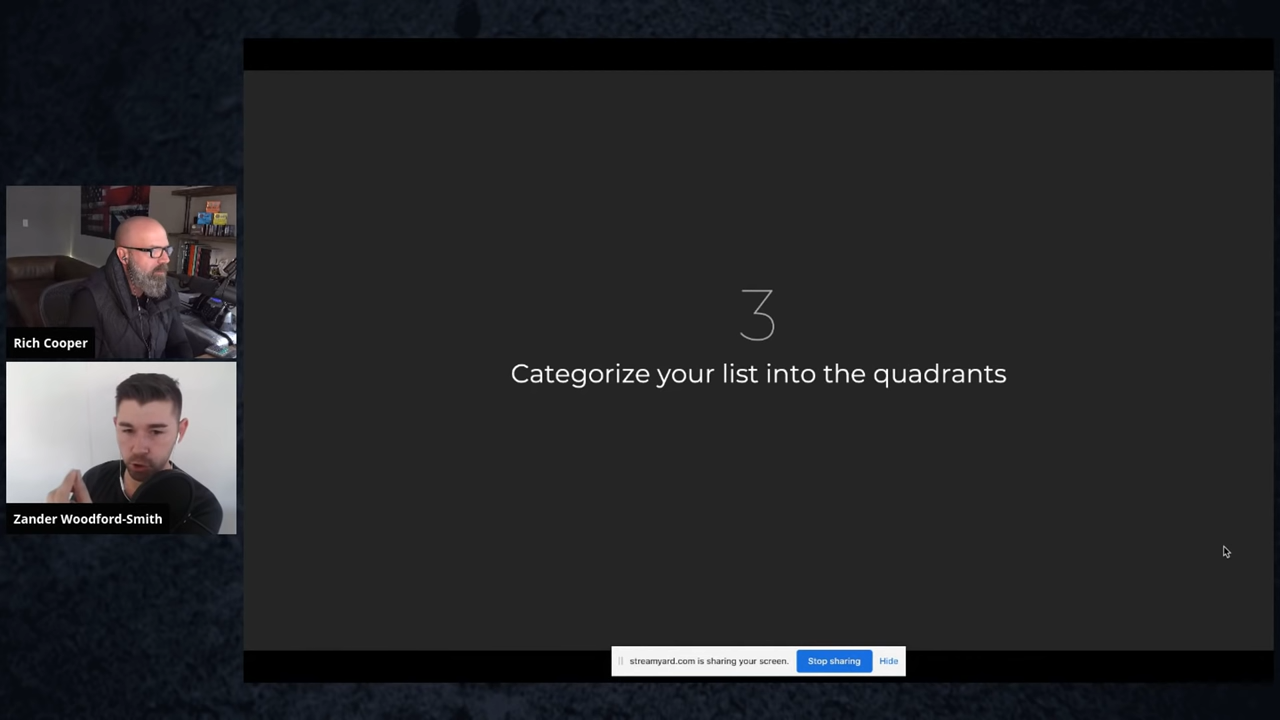 Rich Cooper
Zander Woodford-Smith
3
Categorize your list into the quadrants
streamyard.com is sharing your screen.
Stop sharing
Hide